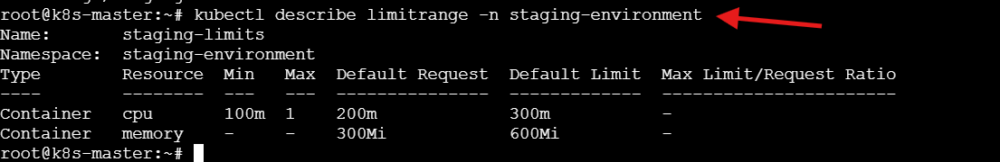 root@k8s-master:~# kubectl describe limitrange -n staging-environment
Name:       staging-limits
Namespace:  staging-environment
Type        Resource  Min   Max  Default Request  Default Limit  Max Limit/Request Ratio
----        --------  ---   ---  ---------------  -------------  -----------------------
Container   cpu       100m  1    200m             300m           -
Container   memory    -     -    300Mi            600Mi          -
root@k8s-master:~#